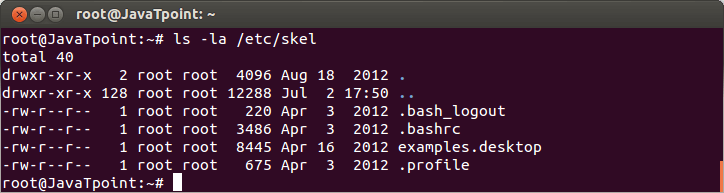 root@JavaTpoint: ~
root@JavaTpoint:~# ls -la /etc/skel
total 40
drwxr-xr-x   2 root root  4096 Aug 18  2012 .
drwxr-xr-x 128 root root 12288 Jul  2 17:50 ..
-rw-r--r--   1 root root   220 Apr  3  2012 .bash_logout
-rw-r--r--   1 root root  3486 Apr  3  2012 .bashrc
-rw-r--r--   1 root root  8445 Apr 16  2012 examples.desktop
-rw-r--r--   1 root root   675 Apr  3  2012 .profile
root@JavaTpoint:~#